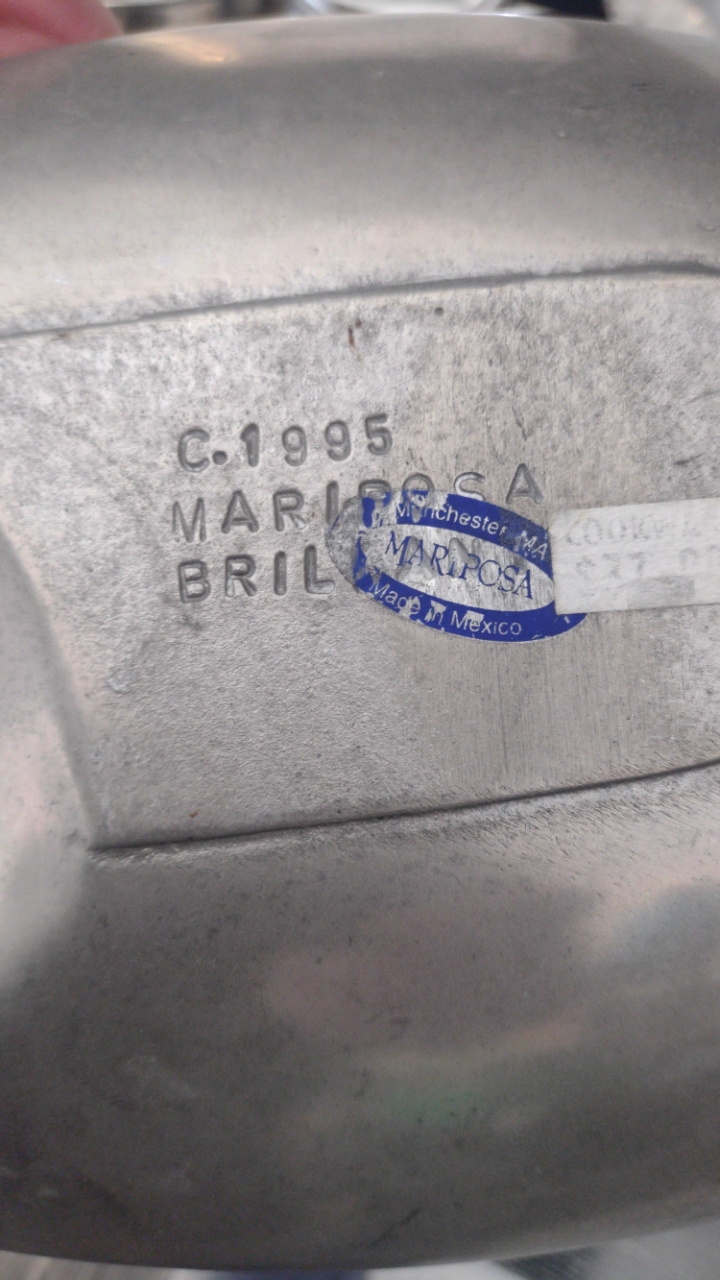 C.1995
MARIPOSA
BRIL
Manchester, MA
MARIPOSA
Made in Mexico